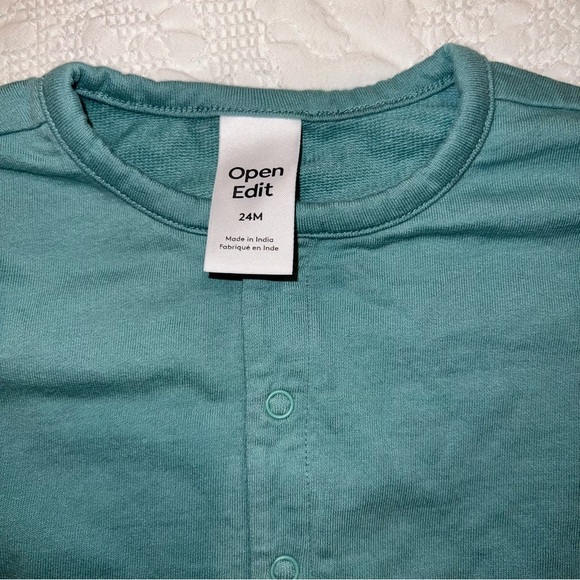 Open
Edit
24M
Made in India
Fabriqué en Inde